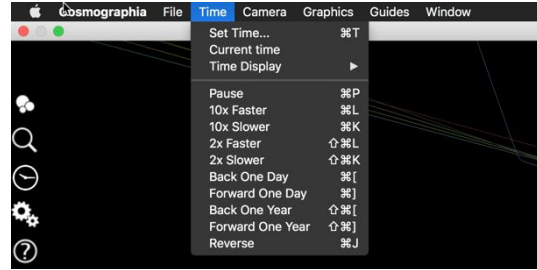 Cosmographia File Time Camera Graphics Guides Window
Set Time... ⌘T
Current time
Time Display ▶
Pause ⌘P
10x Faster ⌘L
10x Slower ⌘K
2x Faster ⇧⌘L
2x Slower ⇧⌘K
Back One Day ⌘[
Forward One Day ⌘]
Back One Year ⇧⌘[
Forward One Year ⇧⌘]
Reverse ⌘J
?